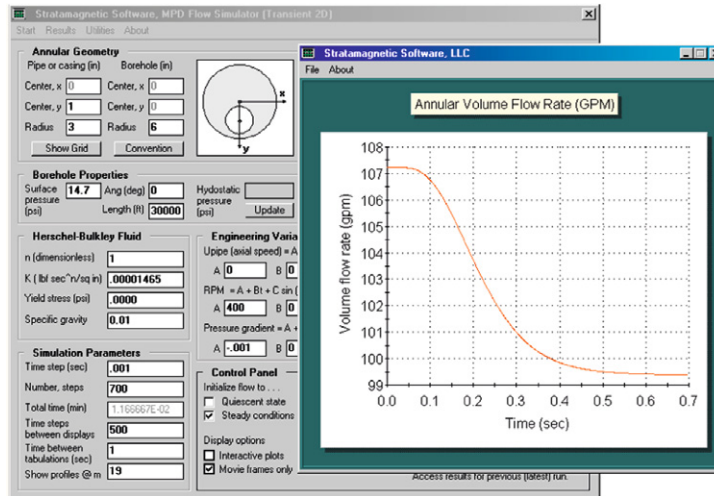 Stratamagnetic Software, MPD Flow Simulator (Transient 2D)
Start Results Utilities About
Annular Geometry
Pipe or casing (in) Borehole (in)
Center, x 0 Center, x 0
Center, y 1 Center, y 0
Radius 3 Radius 6
Show Grid Convention
x
y
Borehole Properties
Surface pressure (psi) 14.7 Ang (deg) 0
Length (ft) 30000
Hydostatic pressure (psi) Update
Herschel-Bulkley Fluid
n (dimensionless) 1
K ( lbf sec^n/sq in) .00001465
Yield stress (psi) .0000
Specific gravity 0.01
Engineering Varia
Upipe (axial speed) = A
A 0 B 0
RPM = A + Bt + C sin (
A 400 B 0
Pressure gradient = A +
A -.001 B 0
Simulation Parameters
Time step (sec) .001
Number, steps 700
Total time (min) 1.166667E-02
Time steps between displays 500
Time between tabulations (sec) 1
Show profiles @ m 19
Control Panel
Initialize flow to . . .
Quiescent state
Steady conditions
Display options
Interactive plots
Movie frames only
Access results for previous (latest) run.
Stratamagnetic Software, LLC
File About
Annular Volume Flow Rate (GPM)
Volume flow rate (gpm)
108
107
106
105
104
103
102
101
100
99
0.0 0.1 0.2 0.3 0.4 0.5 0.6 0.7
Time (sec)